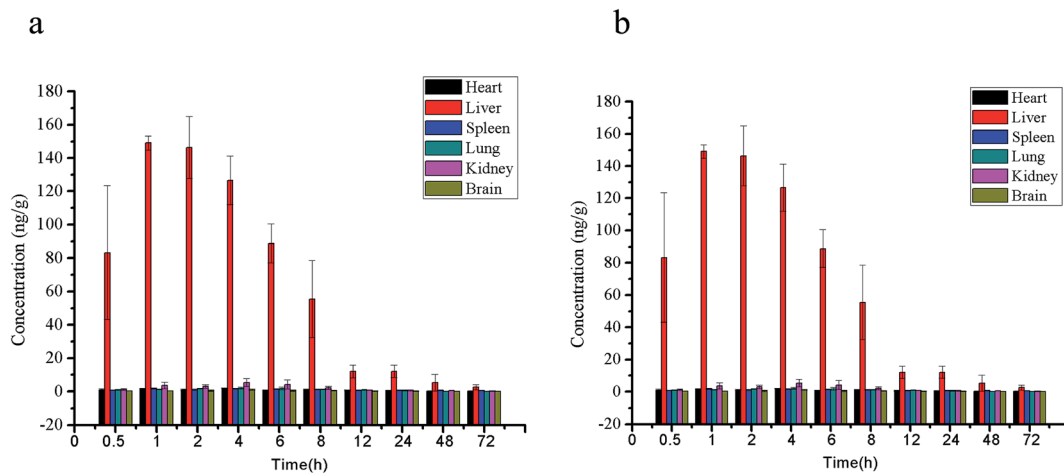 a
Heart
Liver
Spleen
Lung
Kidney
Brain
180
160
140
120
100
80
60
40
20
0
-20
Concentration (ng/g)
0 0.5 1 2 4 6 8 12 24 48 72
Time(h)
b
Heart
Liver
Spleen
Lung
Kidney
Brain
180
160
140
120
100
80
60
40
20
0
-20
Concentration (ng/g)
0 0.5 1 2 4 6 8 12 24 48 72
Time(h)